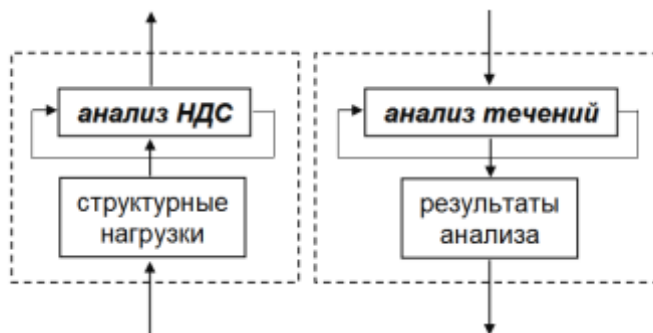 анализ НДС
структурные
нагрузки
анализ течений
результаты
анализа